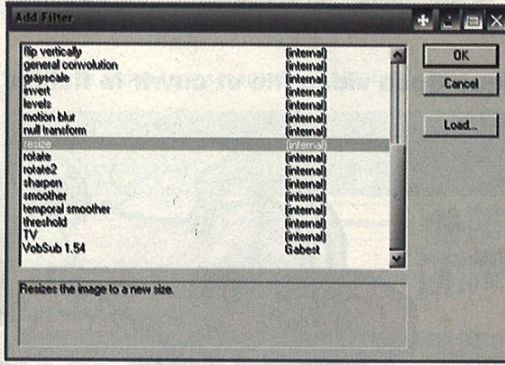 Add Filter
flip vertically (internal)
general convolution (internal)
grayscale (internal)
invert (internal)
levels (internal)
motion blur (internal)
null transform (internal)
resize (internal)
rotate (internal)
rotate2 (internal)
sharpen (internal)
smoother (internal)
temporal smoother (internal)
threshold (internal)
TV (internal)
VobSub 1.54 Gabest
OK
Cancel
Load...
Resizes the image to a new size.